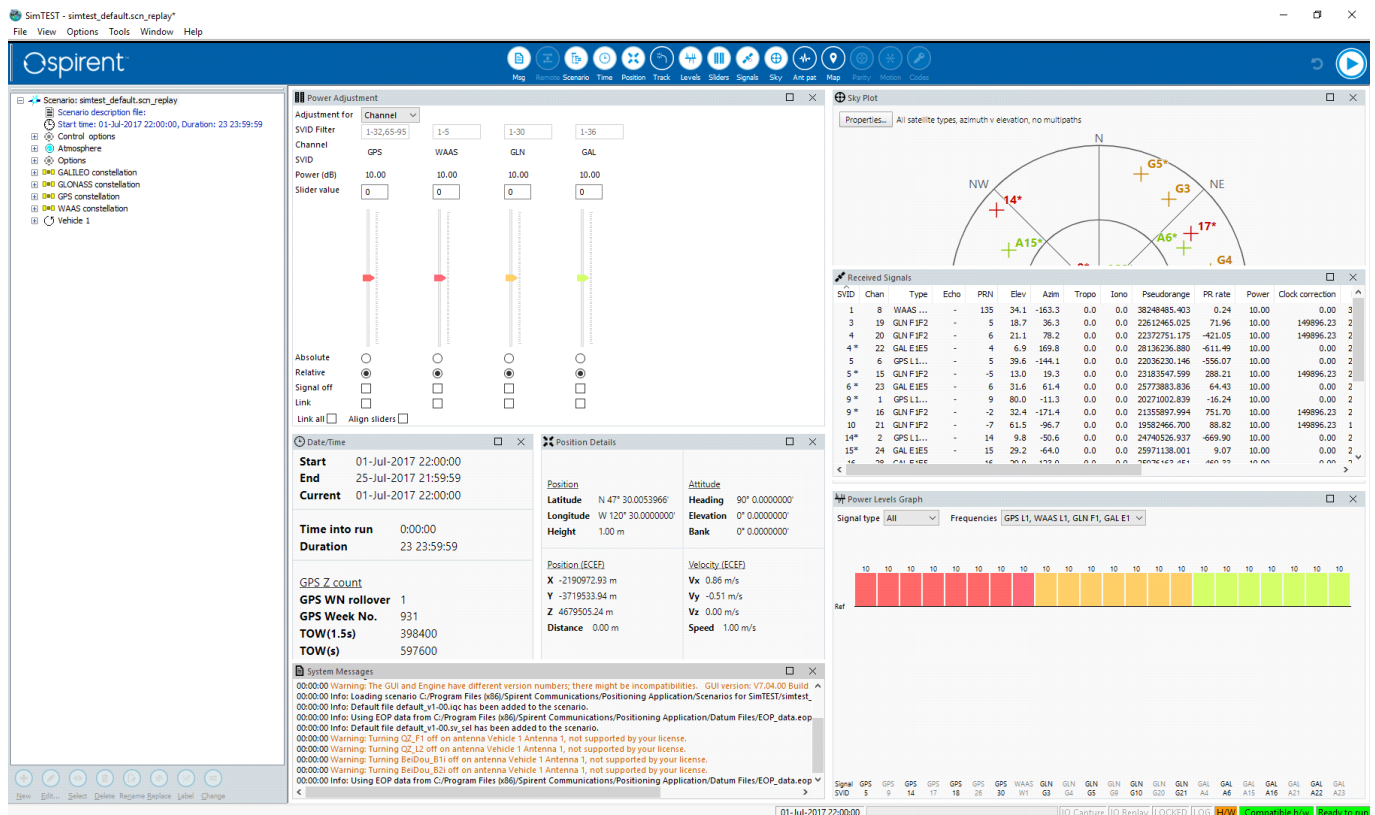 SimTEST - simtest_default.scn_replay*
File View Options Tools Window Help
spirent
Msg Remote Scenario Time Position Track Levels Sliders Signals Sky Ant pat Map Parity Motion Codes
Scenario: simtest_default.scn_replay
Scenario description file:
Start time: 01-Jul-2017 22:00:00, Duration: 23 23:59:59
Control options
Atmosphere
Options
GALILEO constellation
GLONASS constellation
GPS constellation
WAAS constellation
Vehicle 1
New Edit... Select Delete Rename Replace Label Change
Power Adjustment
Adjustment for Channel
SVID Filter 1-32,65-95 1-5 1-30 1-36
Channel
SVID GPS WAAS GLN GAL
Power (dB) 10.00 10.00 10.00 10.00
Slider value 0 0 0 0
Absolute
Relative
Signal off
Link
Link all Align sliders
Date/Time
Start 01-Jul-2017 22:00:00
End 25-Jul-2017 21:59:59
Current 01-Jul-2017 22:00:00
Time into run 0:00:00
Duration 23 23:59:59
GPS Z count
GPS WN rollover 1
GPS Week No. 931
TOW(1.5s) 398400
TOW(s) 597600
Position Details
Position
Latitude N 47° 30.0053966'
Longitude W 120° 30.0000000'
Height 1.00 m
Attitude
Heading 90° 0.0000000'
Elevation 0° 0.0000000'
Bank 0° 0.0000000'
Position (ECEF)
X -2190972.93 m
Y -3719533.94 m
Z 4679505.24 m
Distance 0.00 m
Velocity (ECEF)
Vx 0.86 m/s
Vy -0.51 m/s
Vz 0.00 m/s
Speed 1.00 m/s
System Messages
00:00:00 Warning: The GUI and Engine have different version numbers; there might be incompatibilities. GUI version: V7.04.00 Build
00:00:00 Info: Loading scenario C:/Program Files (x86)/Spirent Communications/Positioning Application/Scenarios for SimTEST/simtest_
00:00:00 Info: Default file default_v1-00.iqc has been added to the scenario.
00:00:00 Info: Using EOP data from C:/Program Files (x86)/Spirent Communications/Positioning Application/Datum Files/EOP_data.eop
00:00:00 Info: Default file default_v1-00.sv_sel has been added to the scenario.
00:00:00 Warning: Turning QZ_F1 off on antenna Vehicle 1 Antenna 1, not supported by your license.
00:00:00 Warning: Turning QZ_L2 off on antenna Vehicle 1 Antenna 1, not supported by your license.
00:00:00 Warning: Turning BeiDou_B1i off on antenna Vehicle 1 Antenna 1, not supported by your license.
00:00:00 Warning: Turning BeiDou_B2i off on antenna Vehicle 1 Antenna 1, not supported by your license.
00:00:00 Info: Using EOP data from C:/Program Files (x86)/Spirent Communications/Positioning Application/Datum Files/EOP_data.eop
Sky Plot
Properties... All satellite types, azimuth v elevation, no multipaths
N
G5*
NW G3 NE
14*
17*
A15* A6*
G4
Received Signals
SVID Chan Type Echo PRN Elev Azim Tropo Iono Pseudorange PR rate Power Clock correction
1 8 WAAS ... - 135 34.1 -163.3 0.0 0.0 38248485.403 0.24 10.00 0.00 3
3 19 GLN F1F2 - 5 18.7 36.3 0.0 0.0 22612465.025 71.96 10.00 149896.23 2
4 20 GLN F1F2 - 6 21.1 78.2 0.0 0.0 22372751.175 -421.05 10.00 149896.23 2
4 * 22 GAL E1E5 - 4 6.9 169.8 0.0 0.0 28136236.880 -611.49 10.00 0.00 2
5 6 GPS L1... - 5 39.6 -144.1 0.0 0.0 22036230.146 -556.07 10.00 0.00 2
5 * 15 GLN F1F2 - -5 13.0 19.3 0.0 0.0 23183547.599 288.21 10.00 149896.23 2
6 * 23 GAL E1E5 - 6 31.6 61.4 0.0 0.0 25773883.836 64.43 10.00 0.00 2
9 * 1 GPS L1... - 9 80.0 -11.3 0.0 0.0 20271002.839 -16.24 10.00 0.00 2
9 * 16 GLN F1F2 - -2 32.4 -171.4 0.0 0.0 21355897.994 751.70 10.00 149896.23 2
10 21 GLN F1F2 - -7 61.5 -96.7 0.0 0.0 19582466.700 88.82 10.00 149896.23 1
14* 2 GPS L1... - 14 9.8 -50.6 0.0 0.0 24740526.937 -669.90 10.00 0.00 2
15* 24 GAL E1E5 - 15 29.2 -64.0 0.0 0.0 25971138.001 9.07 10.00 0.00 2
Power Levels Graph
Signal type All Frequencies GPS L1, WAAS L1, GLN F1, GAL E1
10 10 10 10 10 10 10 10 10 10 10 10 10 10 10 10 10 10 10 10 10 10
Ref
Signal GPS GPS GPS GPS GPS GPS GPS WAAS GLN GLN GLN GLN GLN GLN GLN GAL GAL GAL GAL GAL GAL GAL
SVID 5 9 14 17 18 26 30 W1 G3 G4 G5 G9 G10 G20 G21 A4 A6 A15 A16 A21 A22 A23
01-Jul-2017 22:00:00 IQ Capture IQ Replay LOCKED LOG H/W Compatible h/w Ready to run